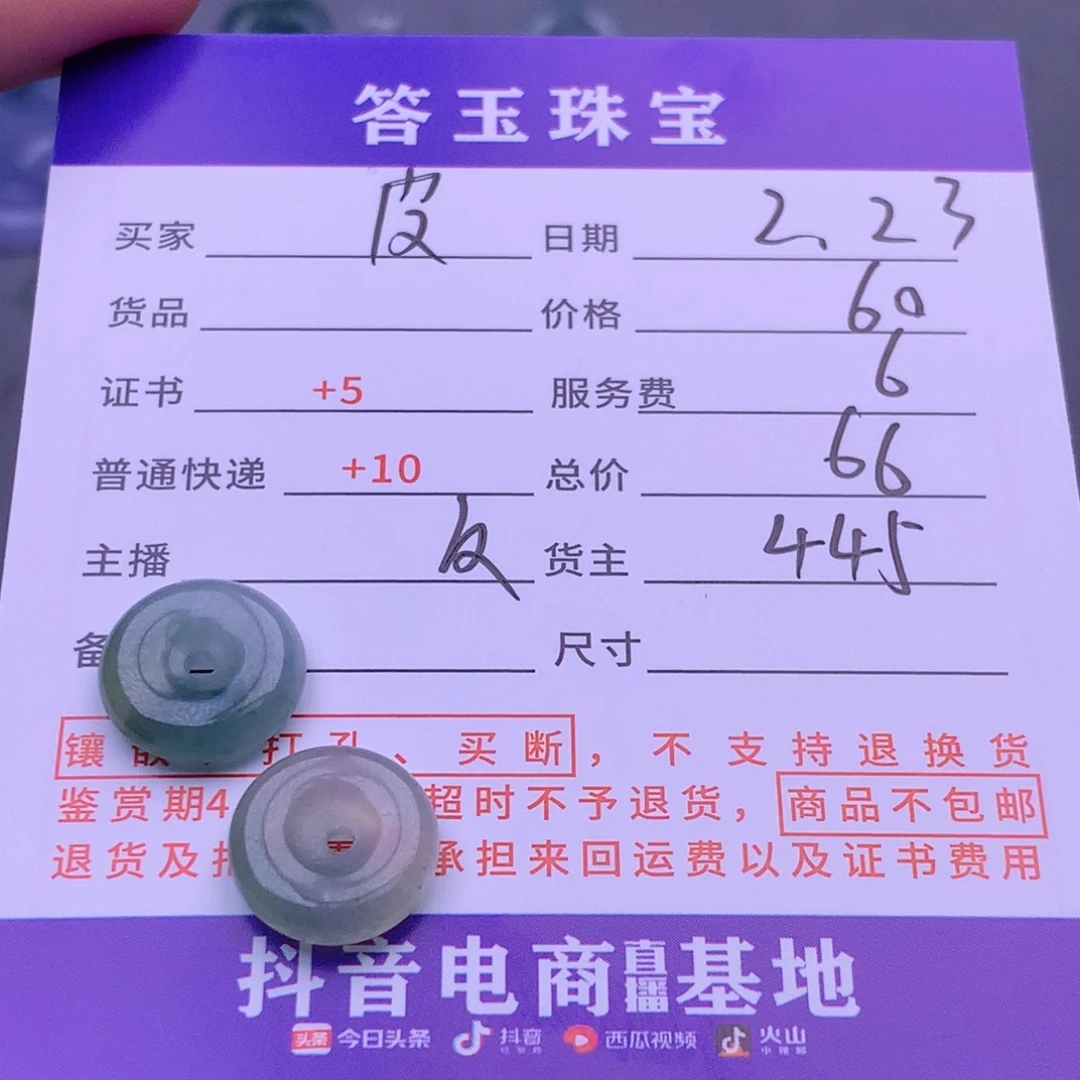 答玉珠宝
买家 皮 日期 2.23
货品 价格 60
证书 +5 服务费 6
普通快递 +10 总价 66
主播 货主 445
备 尺寸
镶 打孔、买断，不支持退换货
鉴赏期4 超时不予退货，商品不包邮
退货及 承担来回运费以及证书费用
抖音电商直播基地
头条 今日头条 抖音 西瓜视频 火山